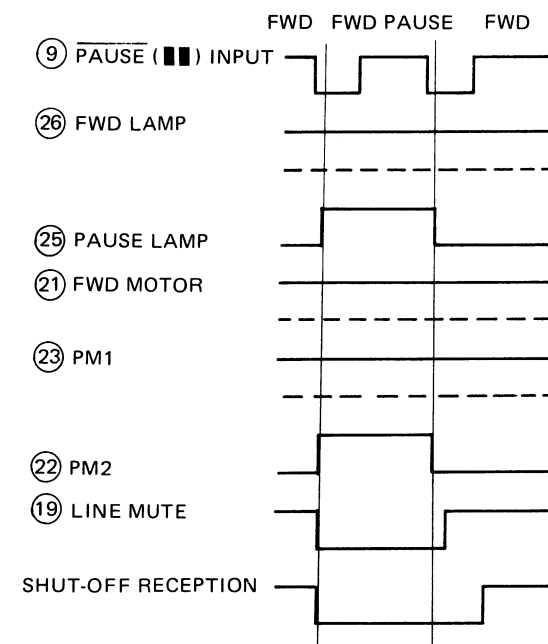 FWD FWD PAUSE FWD
9 PAUSE (▮▮) INPUT
26 FWD LAMP
25 PAUSE LAMP
21 FWD MOTOR
23 PM1
22 PM2
19 LINE MUTE
SHUT-OFF RECEPTION